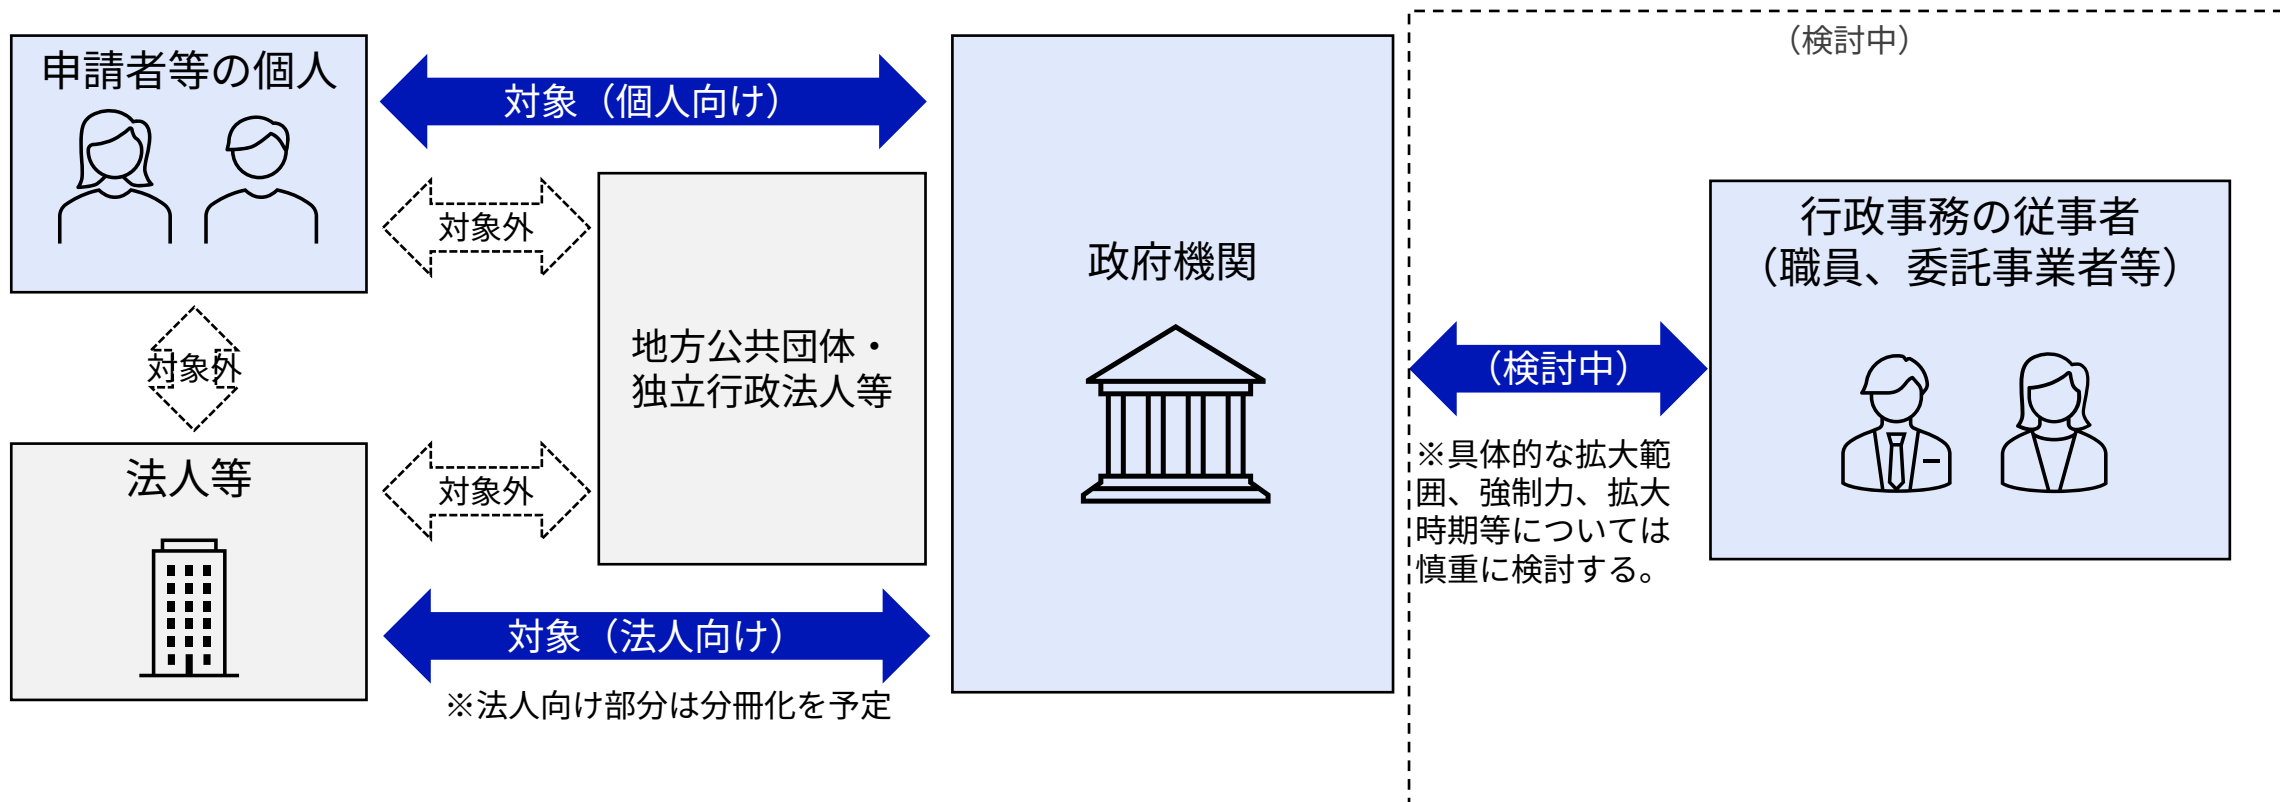 （検討中）
申請者等の個人
対象（個人向け）
対象外
地方公共団体・
独立行政法人等
政府機関
行政事務の従事者
（職員、委託事業者等）
対象外
（検討中）
※具体的な拡大範
囲、強制力、拡大
時期等については
慎重に検討する。
法人等
対象外
対象（法人向け）
※法人向け部分は分冊化を予定